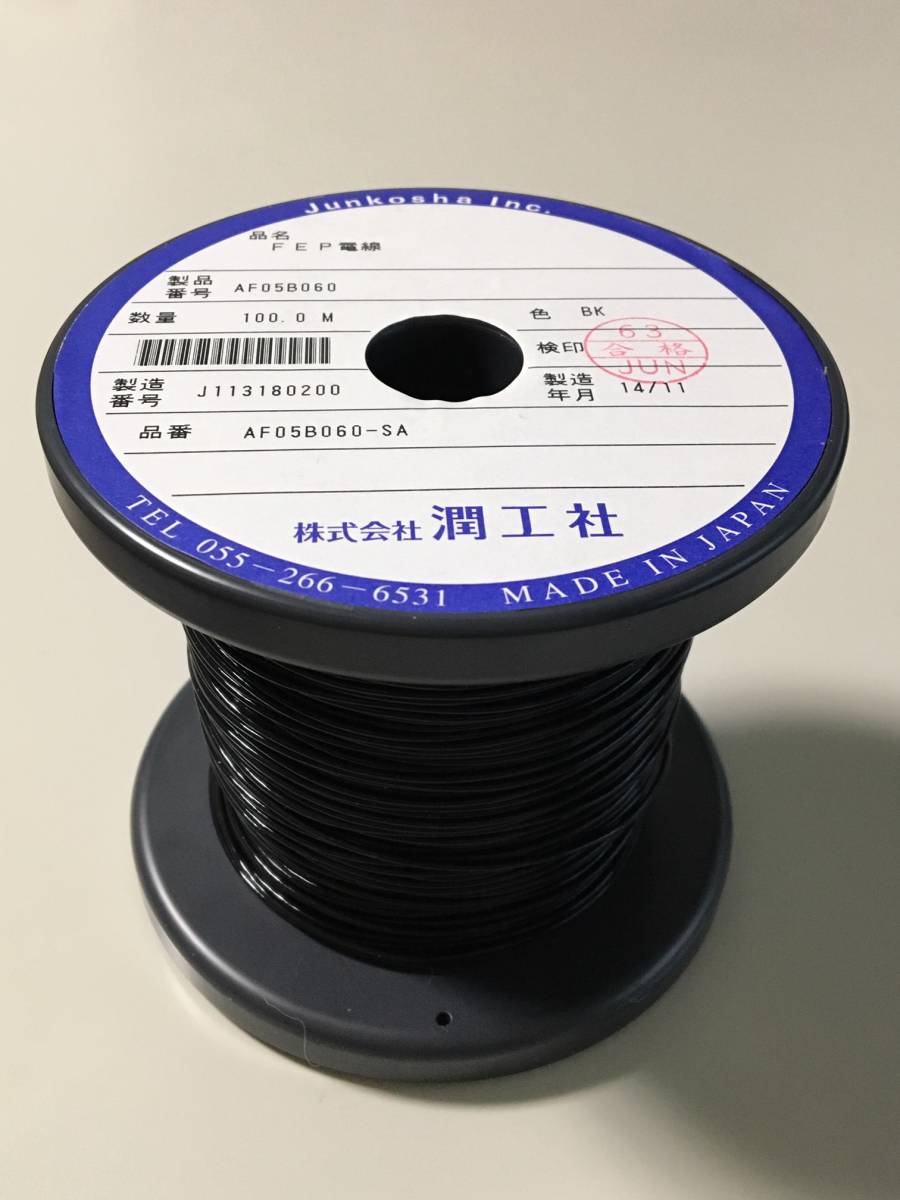 Junkosha Inc.
品名
FEP電線
製品番号 AF05B060
数量 100.0 M
色 BK
検印
63
合格
JUN
製造番号 J113180200
製造年月 14/11
品番 AF05B060-SA
株式会社 潤工社
TEL 055-266-6531
MADE IN JAPAN